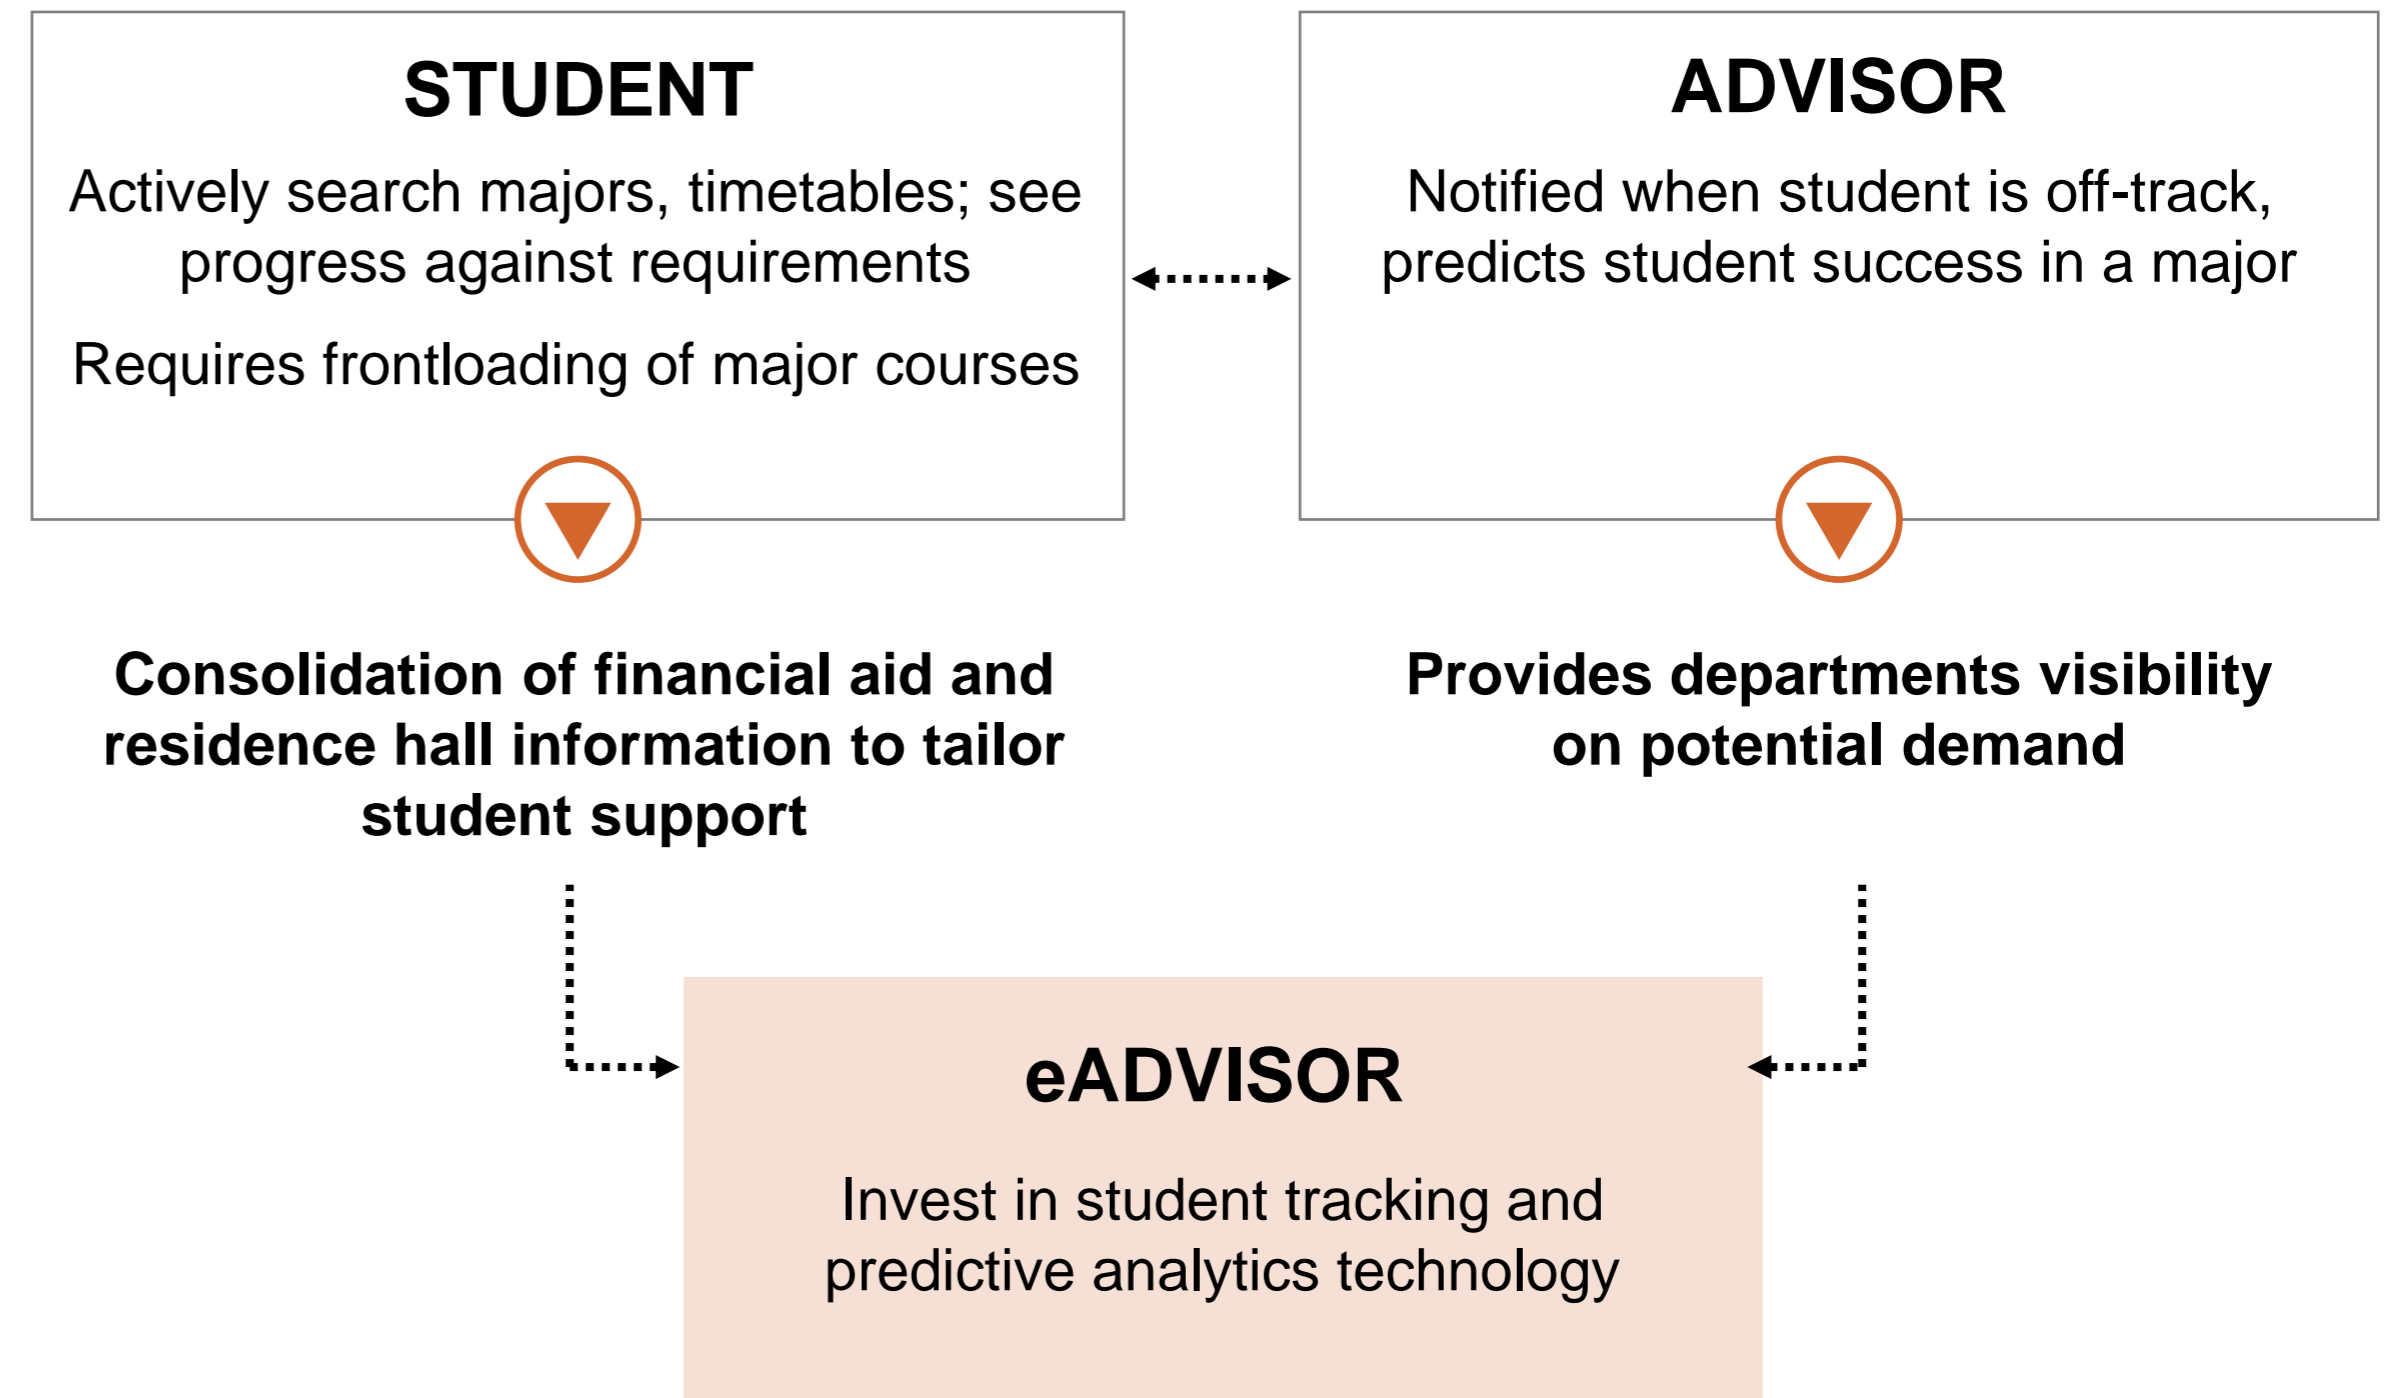 STUDENT
Actively search majors, timetables; see
progress against requirements
Requires frontloading of major courses
ADVISOR
Notified when student is off-track,
predicts student success in a major
Consolidation of financial aid and
residence hall information to tailor
student support
Provides departments visibility
on potential demand
eADVISOR
Invest in student tracking and
predictive analytics technology